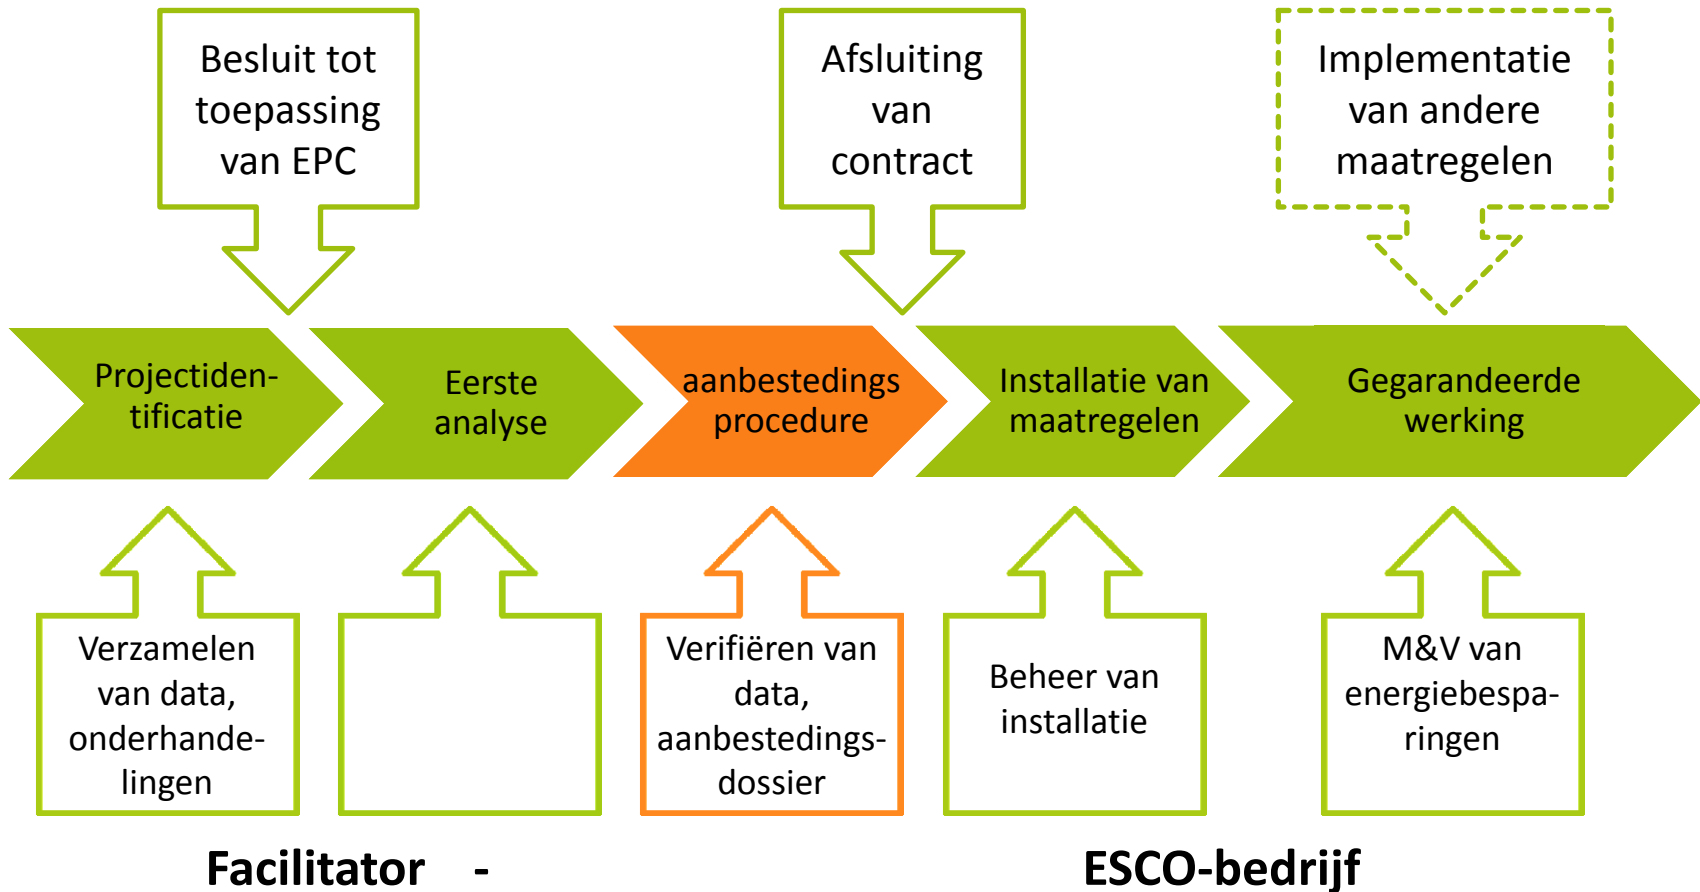 Besluit tot
toepassing
van EPC
Afsluiting
van
contract
Implementatie
van andere
maatregelen
Projectiden-
tificatie
Eerste
analyse
aanbestedings
procedure
Installatie van
maatregelen
Gegarandeerde
werking
Verzamelen
van data,
onderhande-
lingen
Verifiëren van
data,
aanbestedings-
dossier
Beheer van
installatie
M&V van
energiebespa-
ringen
Facilitator -
ESCO-bedrijf